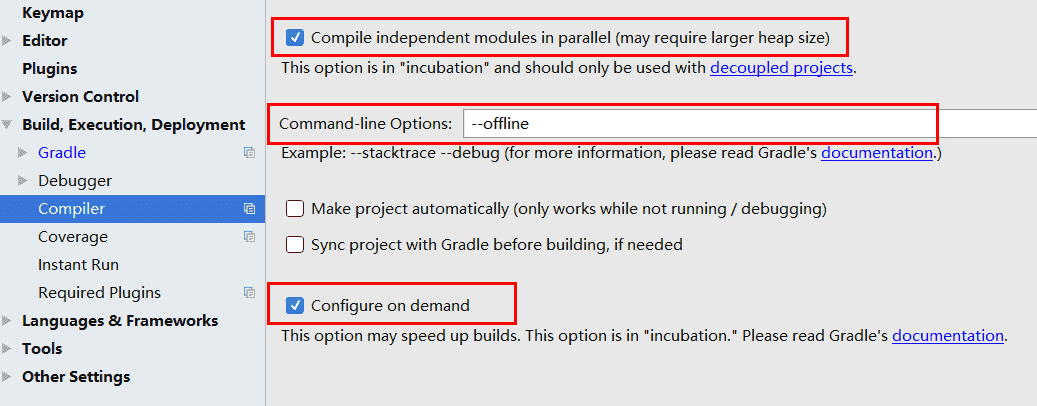 Keymap
Editor
Plugins
Version Control
Build, Execution, Deployment
Gradle
Debugger
Compiler
Coverage
Instant Run
Required Plugins
Languages & Frameworks
Tools
Other Settings
Compile independent modules in parallel (may require larger heap size)
This option is in "incubation" and should only be used with decoupled projects.
Command-line Options: --offline
Example: --stacktrace --debug (for more information, please read Gradle's documentation.)
Make project automatically (only works while not running / debugging)
Sync project with Gradle before building, if needed
Configure on demand
This option may speed up builds. This option is in "incubation." Please read Gradle's documentation.